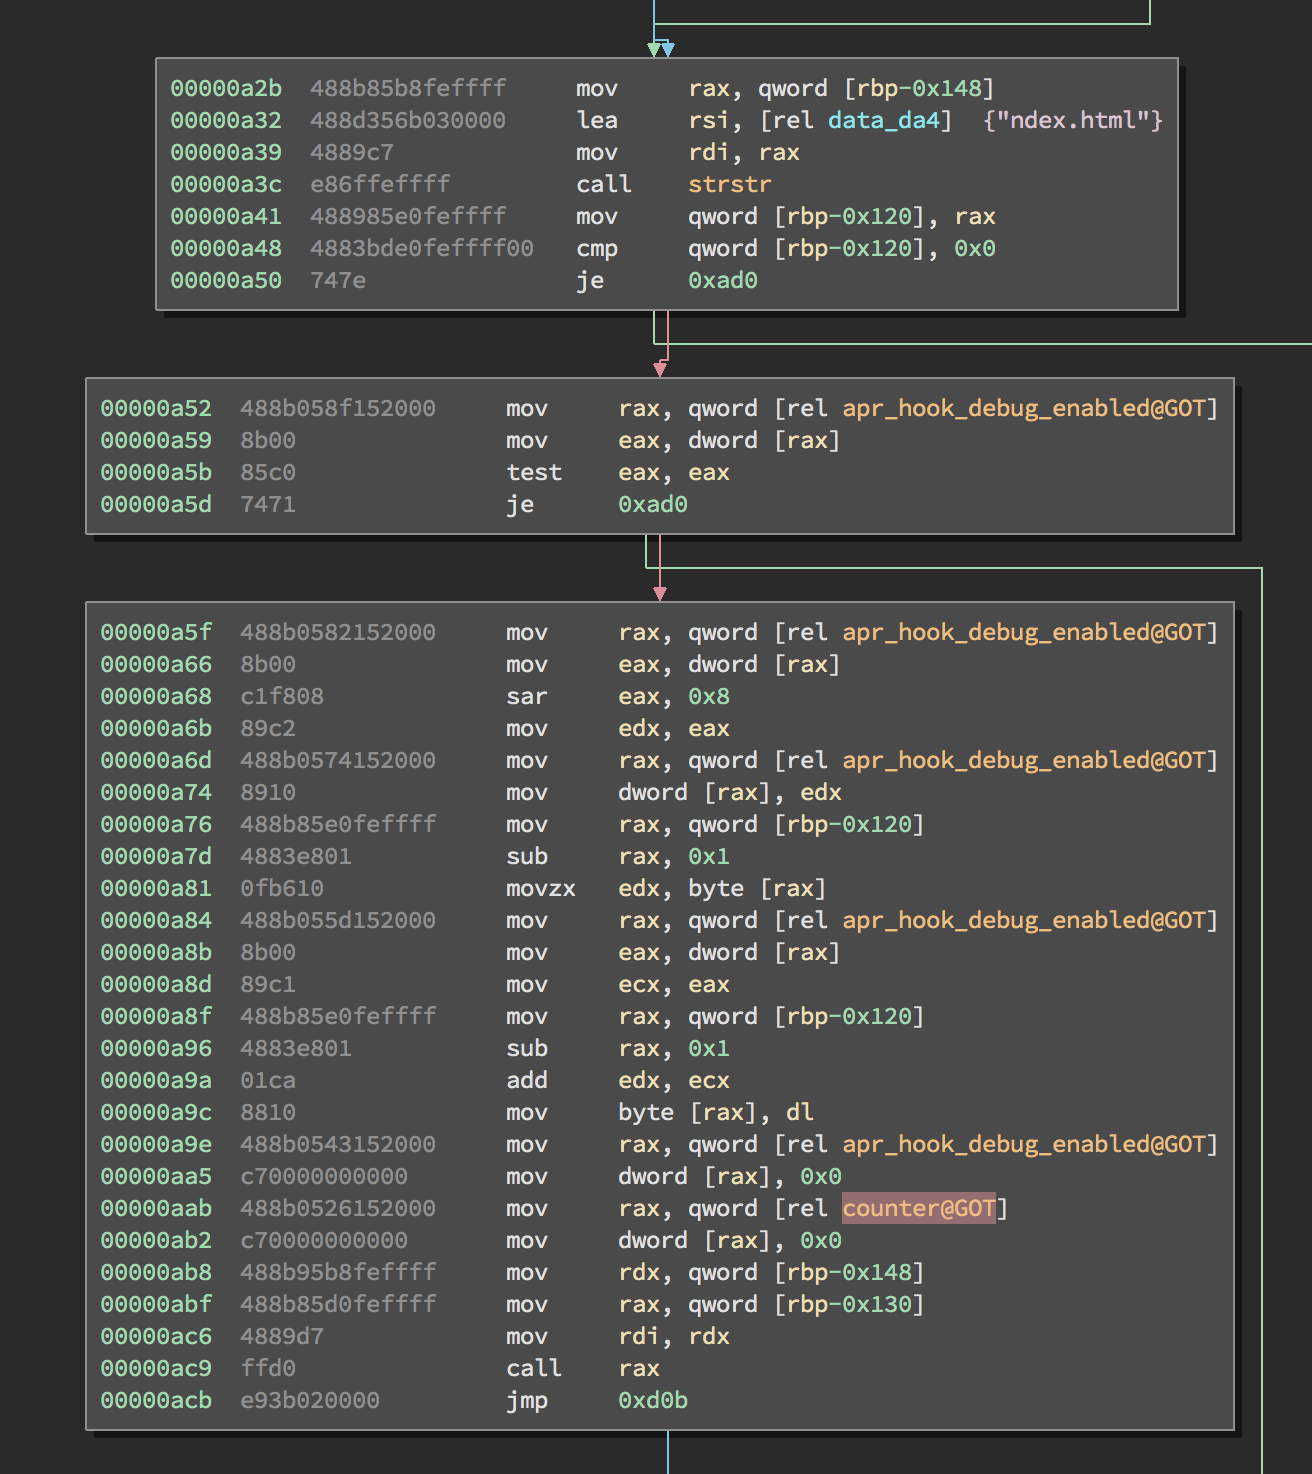 00000a2b 488b85b8feffff mov rax, qword [rbp-0x148]
00000a32 488d356b030000 lea rsi, [rel data_da4] {"ndex.html"}
00000a39 4889c7 mov rdi, rax
00000a3c e86ffeffff call strstr
00000a41 488985e0feffff mov qword [rbp-0x120], rax
00000a48 4883bde0feffff00 cmp qword [rbp-0x120], 0x0
00000a50 747e je 0xad0
00000a52 488b058f152000 mov rax, qword [rel apr_hook_debug_enabled@GOT]
00000a59 8b00 mov eax, dword [rax]
00000a5b 85c0 test eax, eax
00000a5d 7471 je 0xad0
00000a5f 488b0582152000 mov rax, qword [rel apr_hook_debug_enabled@GOT]
00000a66 8b00 mov eax, dword [rax]
00000a68 c1f808 sar eax, 0x8
00000a6b 89c2 mov edx, eax
00000a6d 488b0574152000 mov rax, qword [rel apr_hook_debug_enabled@GOT]
00000a74 8910 mov dword [rax], edx
00000a76 488b85e0feffff mov rax, qword [rbp-0x120]
00000a7d 4883e801 sub rax, 0x1
00000a81 0fb610 movzx edx, byte [rax]
00000a84 488b055d152000 mov rax, qword [rel apr_hook_debug_enabled@GOT]
00000a8b 8b00 mov eax, dword [rax]
00000a8d 89c1 mov ecx, eax
00000a8f 488b85e0feffff mov rax, qword [rbp-0x120]
00000a96 4883e801 sub rax, 0x1
00000a9a 01ca add edx, ecx
00000a9c 8810 mov byte [rax], dl
00000a9e 488b0543152000 mov rax, qword [rel apr_hook_debug_enabled@GOT]
00000aa5 c70000000000 mov dword [rax], 0x0
00000aab 488b0526152000 mov rax, qword [rel counter@GOT]
00000ab2 c70000000000 mov dword [rax], 0x0
00000ab8 488b95b8feffff mov rdx, qword [rbp-0x148]
00000abf 488b85d0feffff mov rax, qword [rbp-0x130]
00000ac6 4889d7 mov rdi, rdx
00000ac9 ffd0 call rax
00000acb e93b020000 jmp 0xd0b